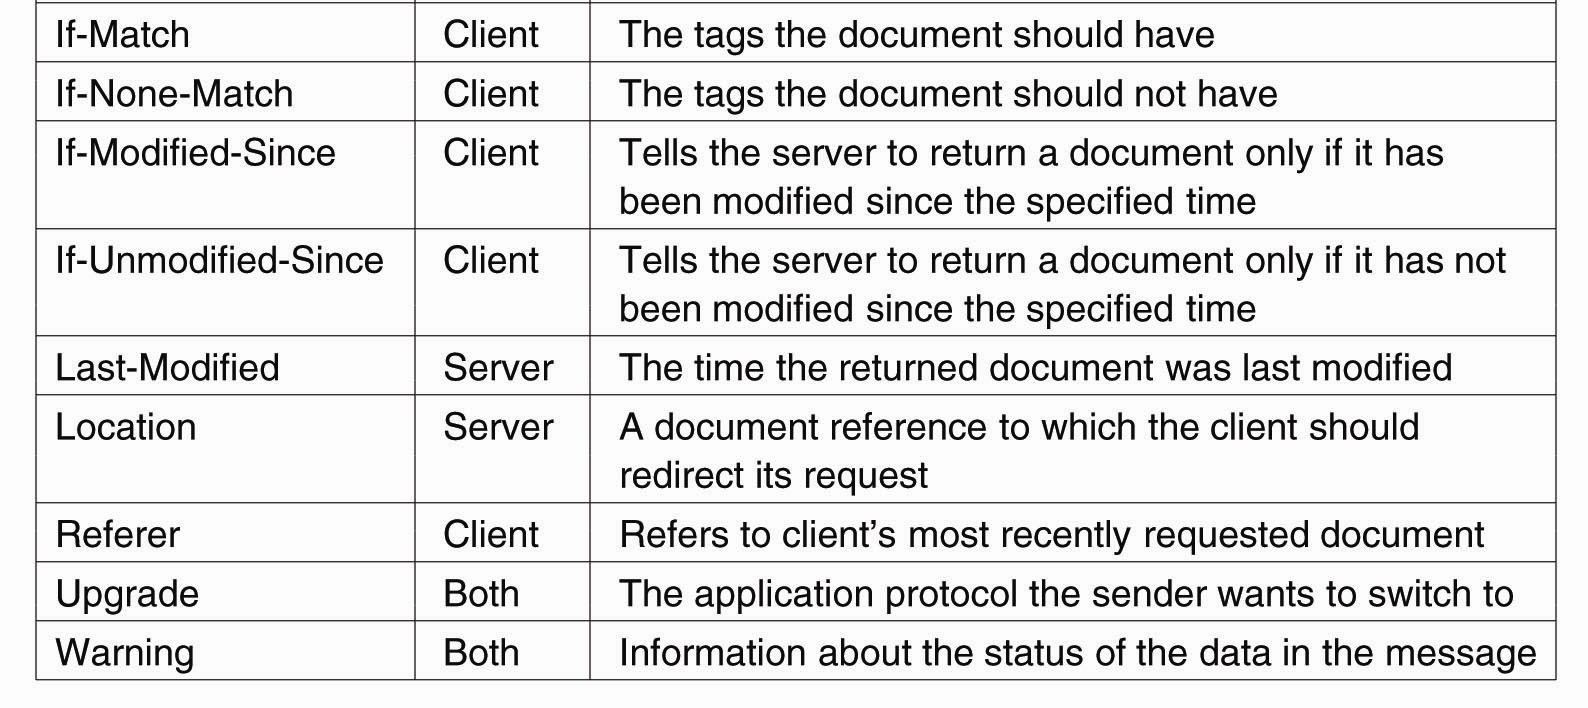 If-Match Client The tags the document should have
If-None-Match Client The tags the document should not have
If-Modified-Since Client Tells the server to return a document only if it has
been modified since the specified time
If-Unmodified-Since Client Tells the server to return a document only if it has not
been modified since the specified time
Last-Modified Server The time the returned document was last modified
Location Server A document reference to which the client should
redirect its request
Referer Client Refers to client’s most recently requested document
Upgrade Both The application protocol the sender wants to switch to
Warning Both Information about the status of the data in the message